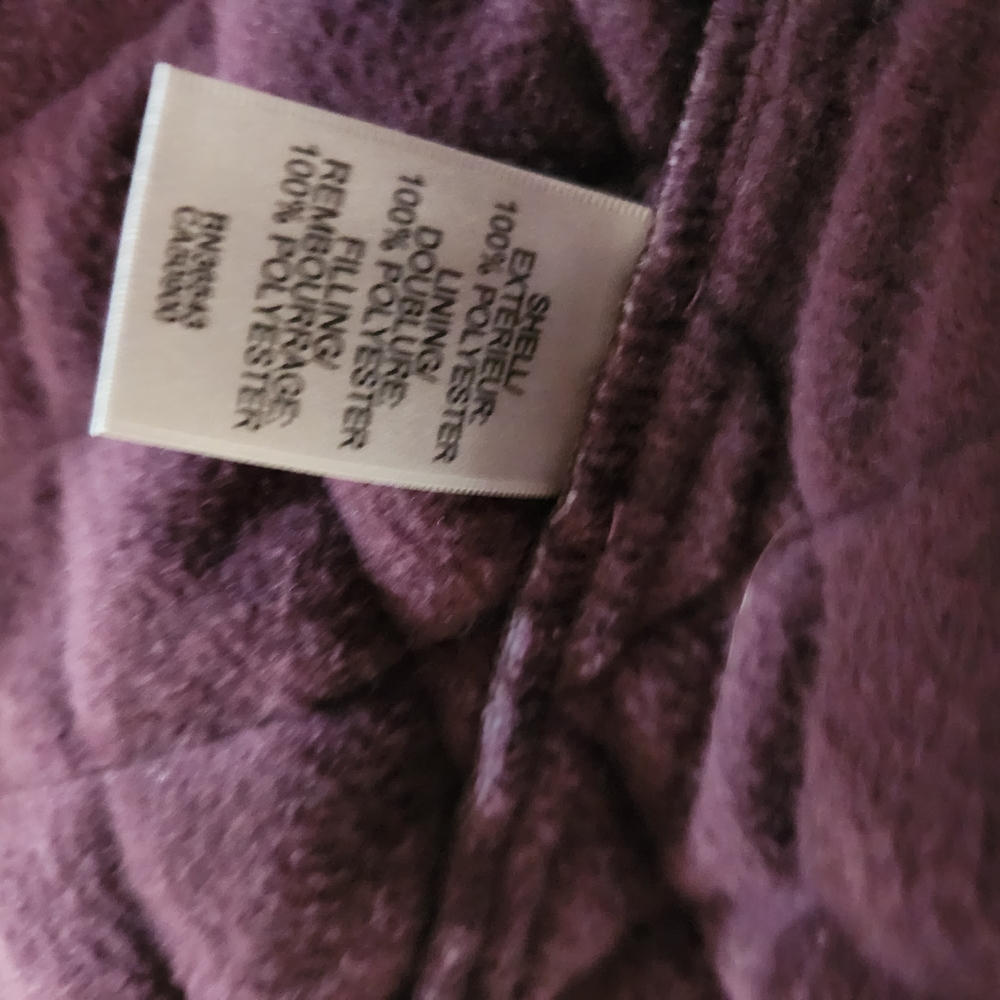 SHELL/
EXTERIEUR:
100% POLYESTER
LINING/
DOUBLURE:
100% POLYESTER
FILLING/
REMBOURRAGE:
100% POLYESTER